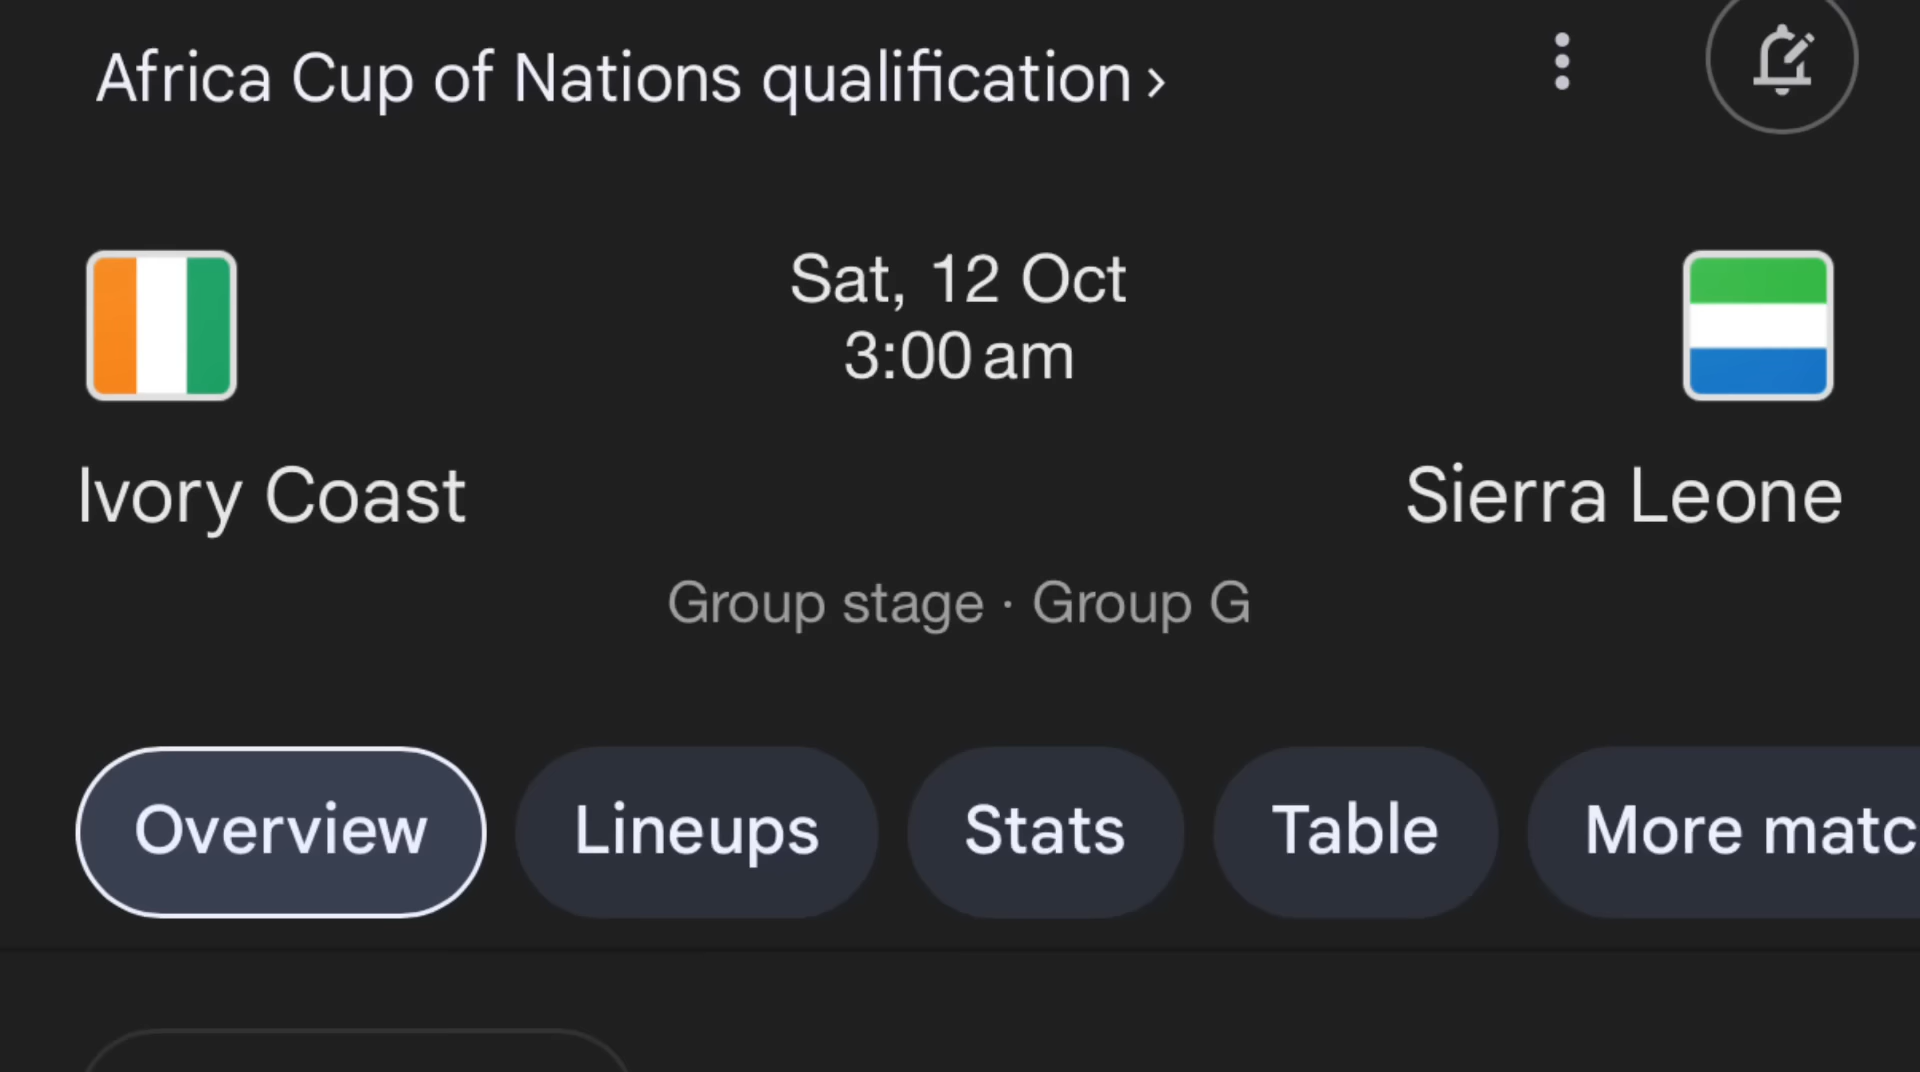 Africa Cup of Nations qualification ›
Sat, 12 Oct
3:00 am
Ivory Coast
Sierra Leone
Group stage · Group G
Overview
Lineups
Stats
Table
More matc